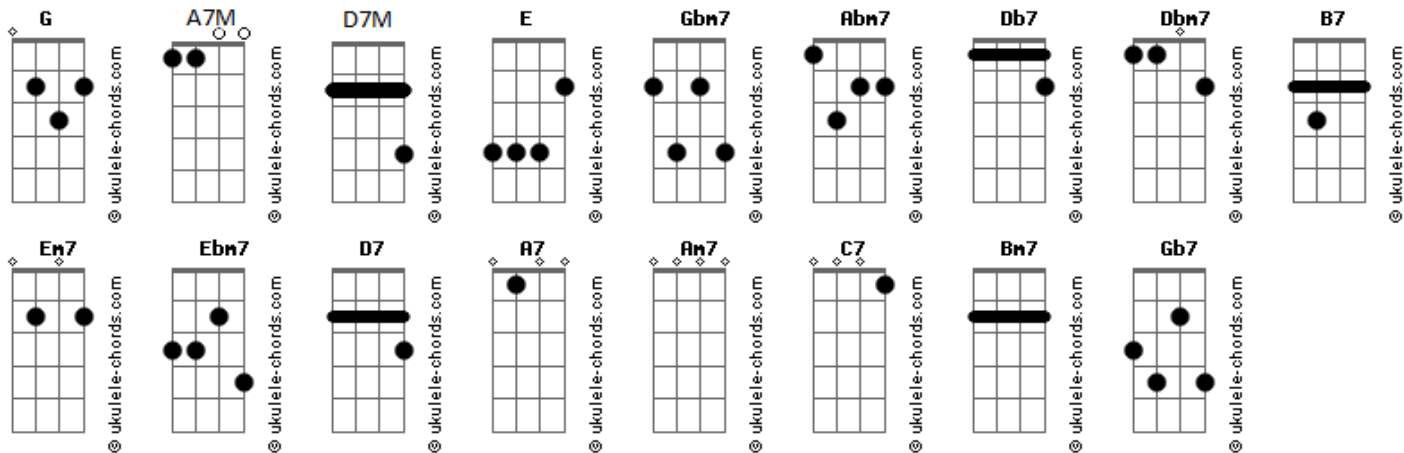 G A7M D7M E Gbm7 Abm7 Db7 Dbm7 B7
© ukulele-chords.com © ukulele-chords.com © ukulele-chords.com © ukulele-chords.com © ukulele-chords.com © ukulele-chords.com © ukulele-chords.com © ukulele-chords.com © ukulele-chords.com
Em7 Ebm7 D7 A7 Am7 C7 Bm7 Gb7
© ukulele-chords.com © ukulele-chords.com © ukulele-chords.com © ukulele-chords.com © ukulele-chords.com © ukulele-chords.com © ukulele-chords.com © ukulele-chords.com